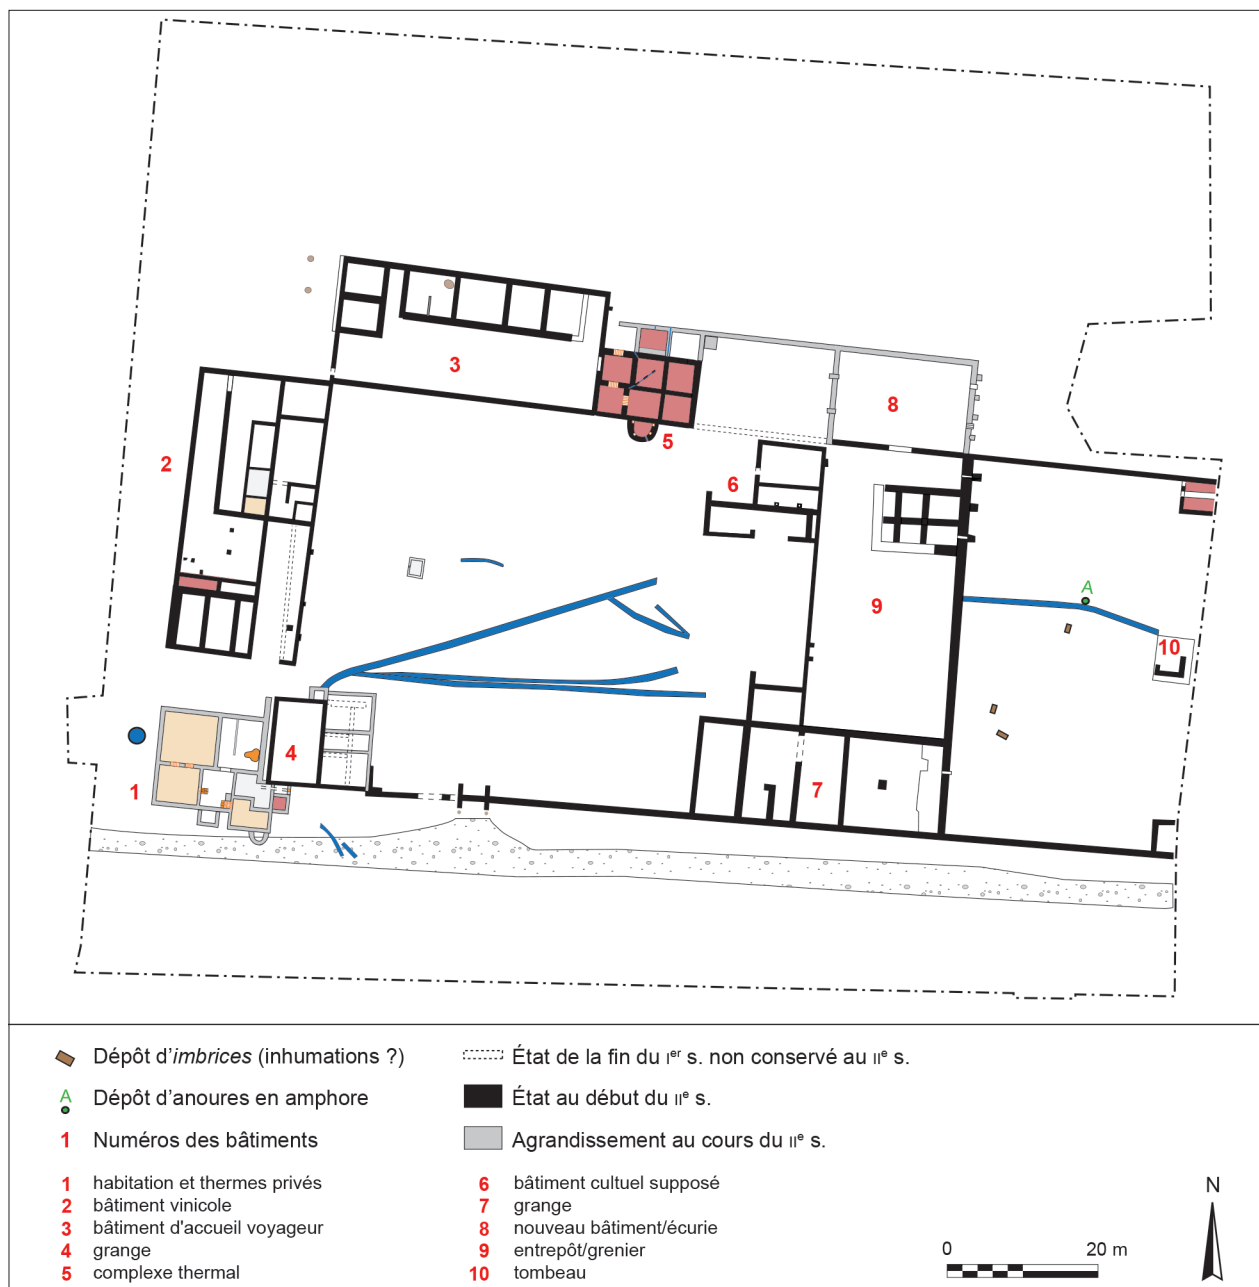 3
8
2
5
6
A
9
10
4
1
7
Dépôt d'imbrices (inhumations ?)
État de la fin du Ier s. non conservé au IIe s.
A
Dépôt d'anoures en amphore
État au début du IIe s.
1
Numéros des bâtiments
Agrandissement au cours du IIe s.
1 habitation et thermes privés
2 bâtiment vinicole
3 bâtiment d'accueil voyageur
4 grange
5 complexe thermal
6 bâtiment cultuel supposé
7 grange
8 nouveau bâtiment/écurie
9 entrepôt/grenier
10 tombeau
0 20 m
N